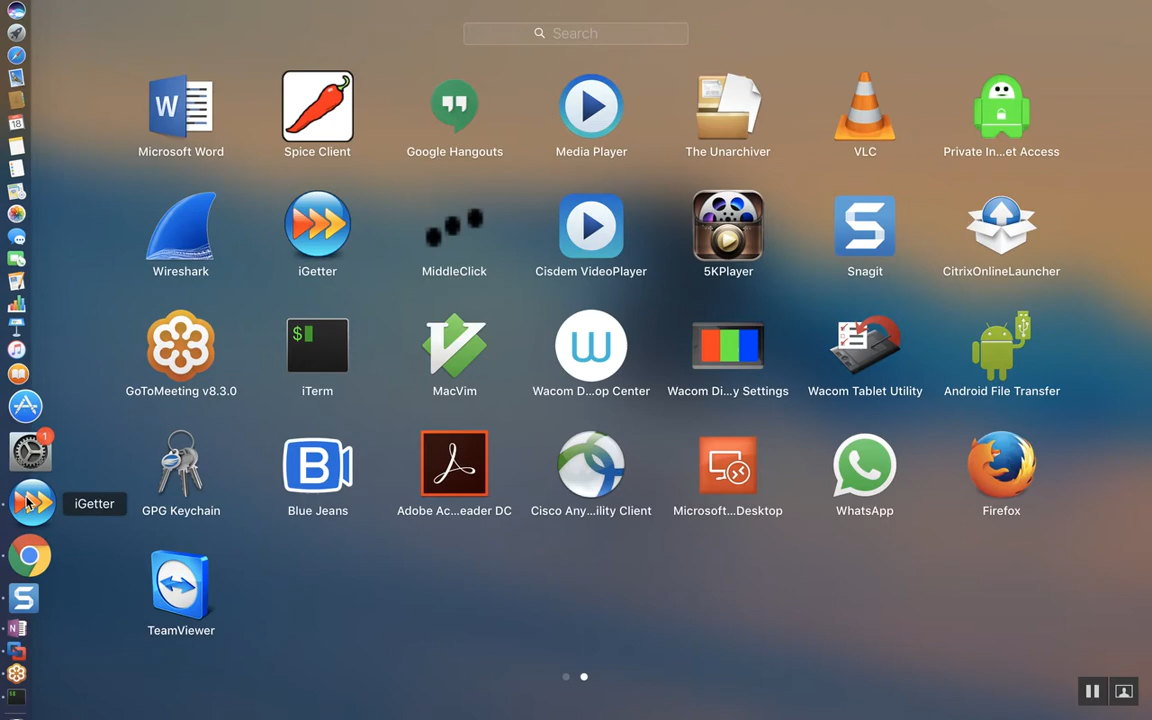 Search
Microsoft Word
Spice Client
Google Hangouts
Media Player
The Unarchiver
VLC
Private In...et Access
Wireshark
iGetter
MiddleClick
Cisdem VideoPlayer
5KPlayer
Snagit
CitrixOnlineLauncher
GoToMeeting v8.3.0
iTerm
MacVim
Wacom D...op Center
Wacom Di...y Settings
Wacom Tablet Utility
Android File Transfer
GPG Keychain
Blue Jeans
Adobe Ac...eader DC
Cisco Any...ility Client
Microsoft...Desktop
WhatsApp
Firefox
TeamViewer
iGetter
18
1
W
S
$
W
B
S
N